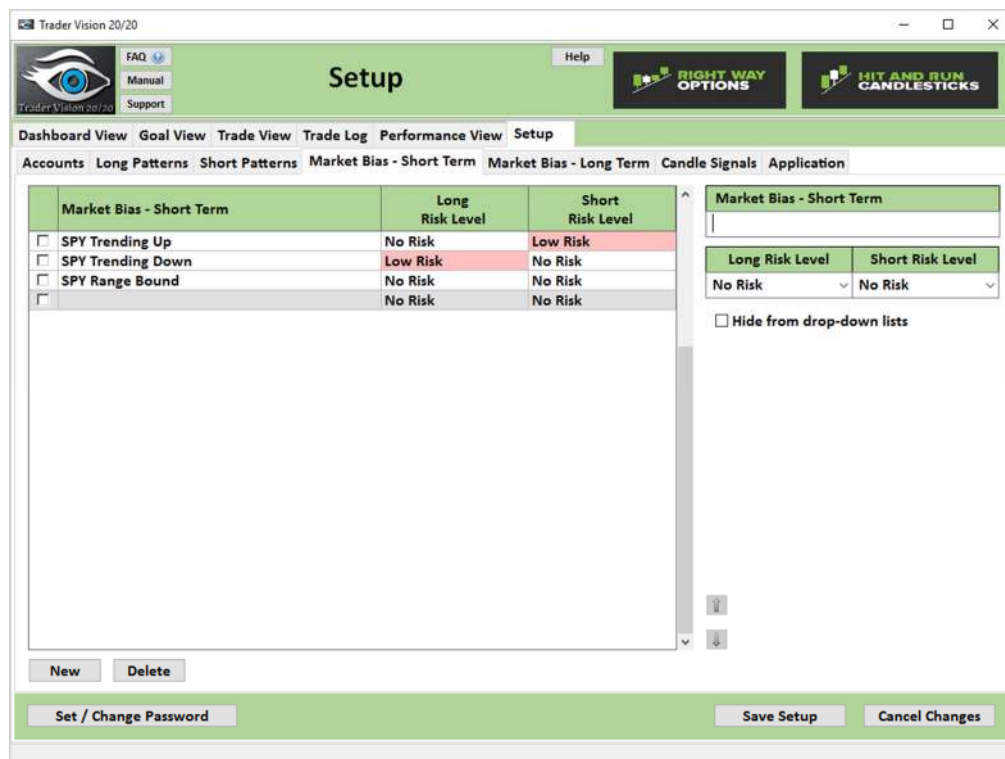 Trader Vision 20/20
FAQ
Manual
Support
Trader Vision 20/20
Setup
Help
RIGHT WAY
OPTIONS
HIT AND RUN
CANDLESTICKS
Dashboard View Goal View Trade View Trade Log Performance View Setup
Accounts Long Patterns Short Patterns Market Bias - Short Term Market Bias - Long Term Candle Signals Application
Market Bias - Short Term Long Risk Level Short Risk Level
SPY Trending Up No Risk Low Risk
SPY Trending Down Low Risk No Risk
SPY Range Bound No Risk No Risk
No Risk No Risk
Market Bias - Short Term
Long Risk Level Short Risk Level
No Risk No Risk
Hide from drop-down lists
New Delete
Set / Change Password Save Setup Cancel Changes